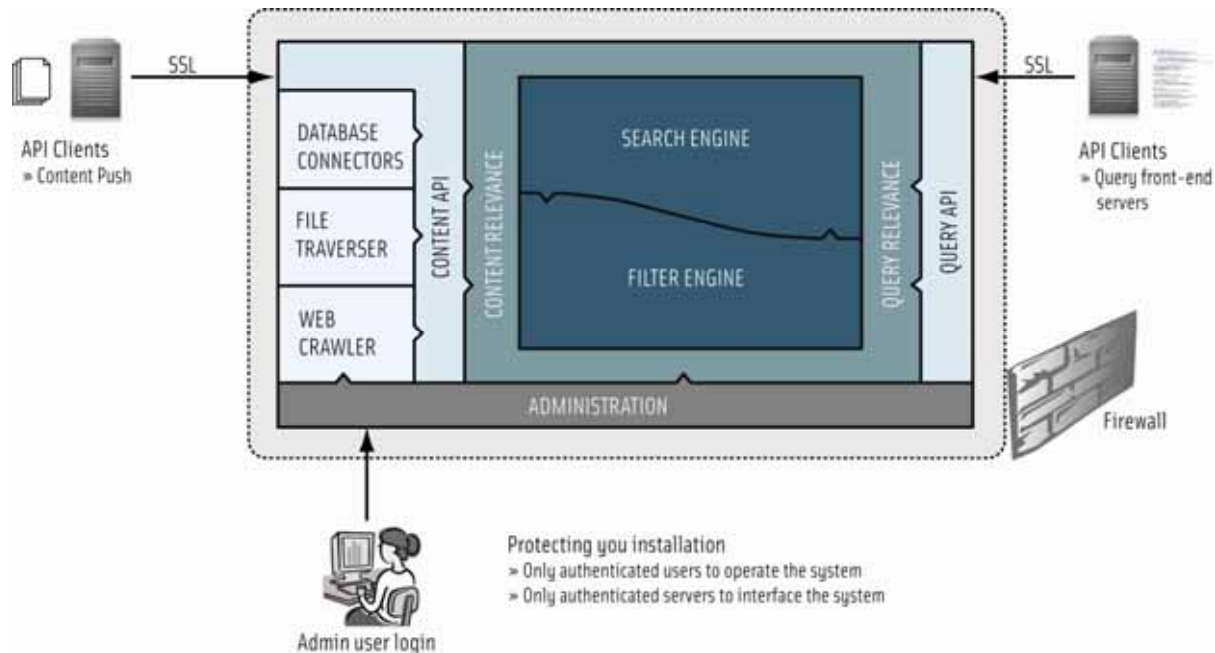 SSL
API Clients
» Content Push
DATABASE
CONNECTORS
FILE
TRAVERSER
WEB
CRAWLER
CONTENT API
CONTENT RELEVANCE
SEARCH ENGINE
FILTER ENGINE
QUERY RELEVANCE
QUERY API
ADMINISTRATION
SSL
API Clients
» Query front-end
servers
Firewall
Admin user login
Protecting you installation
» Only authenticated users to operate the system
» Only authenticated servers to interface the system